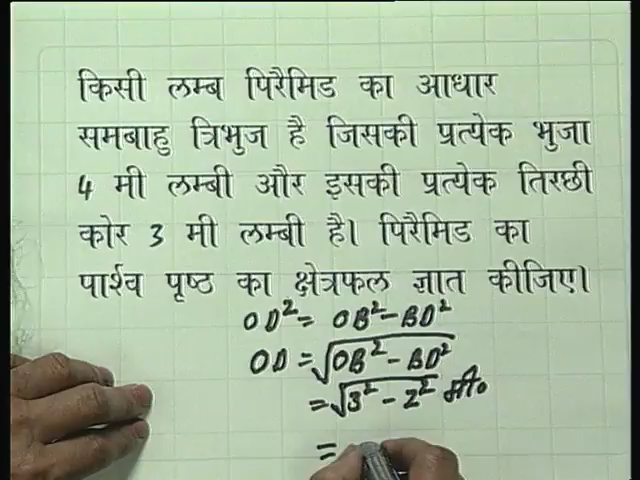 किसी लम्ब पिरैमिड का आधार
समबाहु त्रिभुज है जिसकी प्रत्येक भुजा
4 मी लम्बी और इसकी प्रत्येक तिरछी
कोर 3 मी लम्बी है। पिरैमिड का
पार्श्व पृष्ठ का क्षेत्रफल ज्ञात कीजिए।
OD² = OB² - BD²
OD = √OB² - BD²
= √3² - 2² मी॰
=